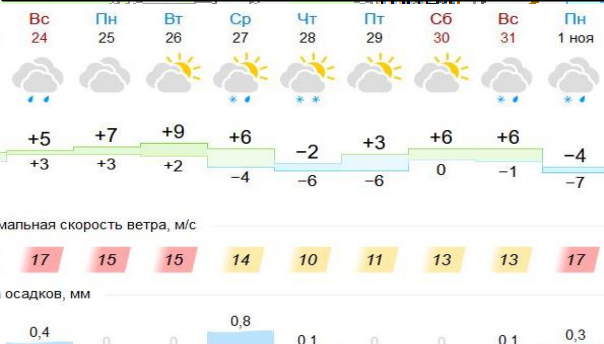 Вс Пн Вт Ср Чт Пт Сб Вс Пн
24 25 26 27 28 29 30 31 1 ноя
+5 +7 +9 +6 −2 +3 +6 +6 −4
+3 +3 +2 −4 −6 −6 0 −1 −7
мальная скорость ветра, м/с
17 15 15 14 10 11 13 13 17
осадков, мм
0,4 0 0 0,8 0,1 0 0 0,1 0,3